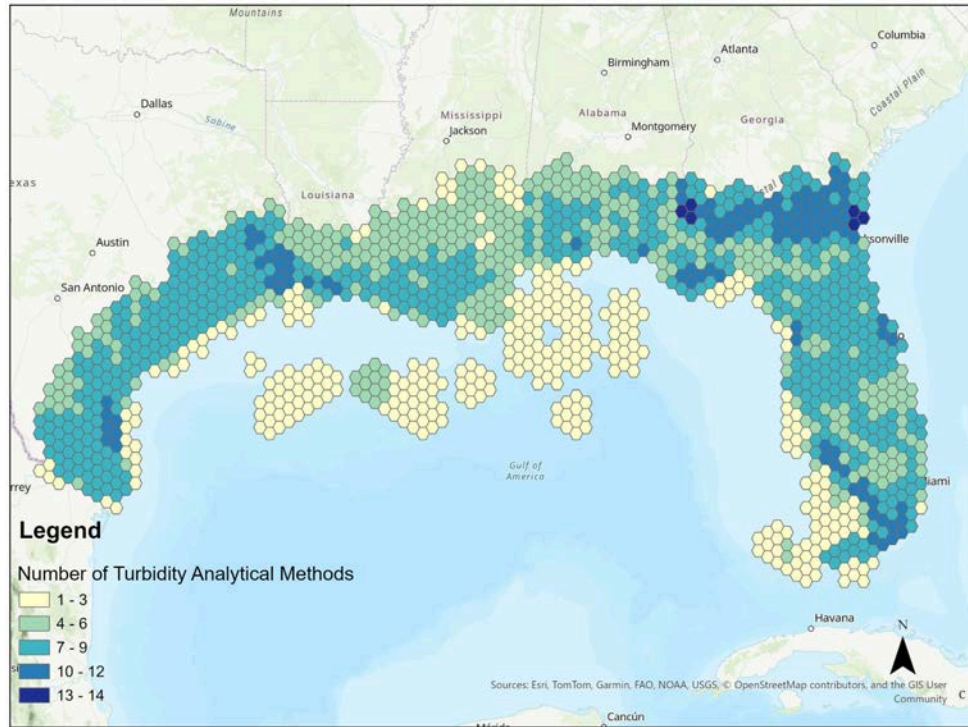 Mountains
Columbia
Atlanta
Birmingham
Coastal Plain
Dallas
Sabine
Mississippi
Alabama
Georgia
Jackson
Montgomery
exas
Louisiana
Austin
sonville
San Antonio
Gulf of
America
rrey
iami
Legend
Number of Turbidity Analytical Methods
1 - 3
4 - 6
7 - 9
10 - 12
13 - 14
Havana
N
Sources: Esri, TomTom, Garmin, FAO, NOAA, USGS, © OpenStreetMap contributors, and the GIS User
Community
Cancún
Mérida